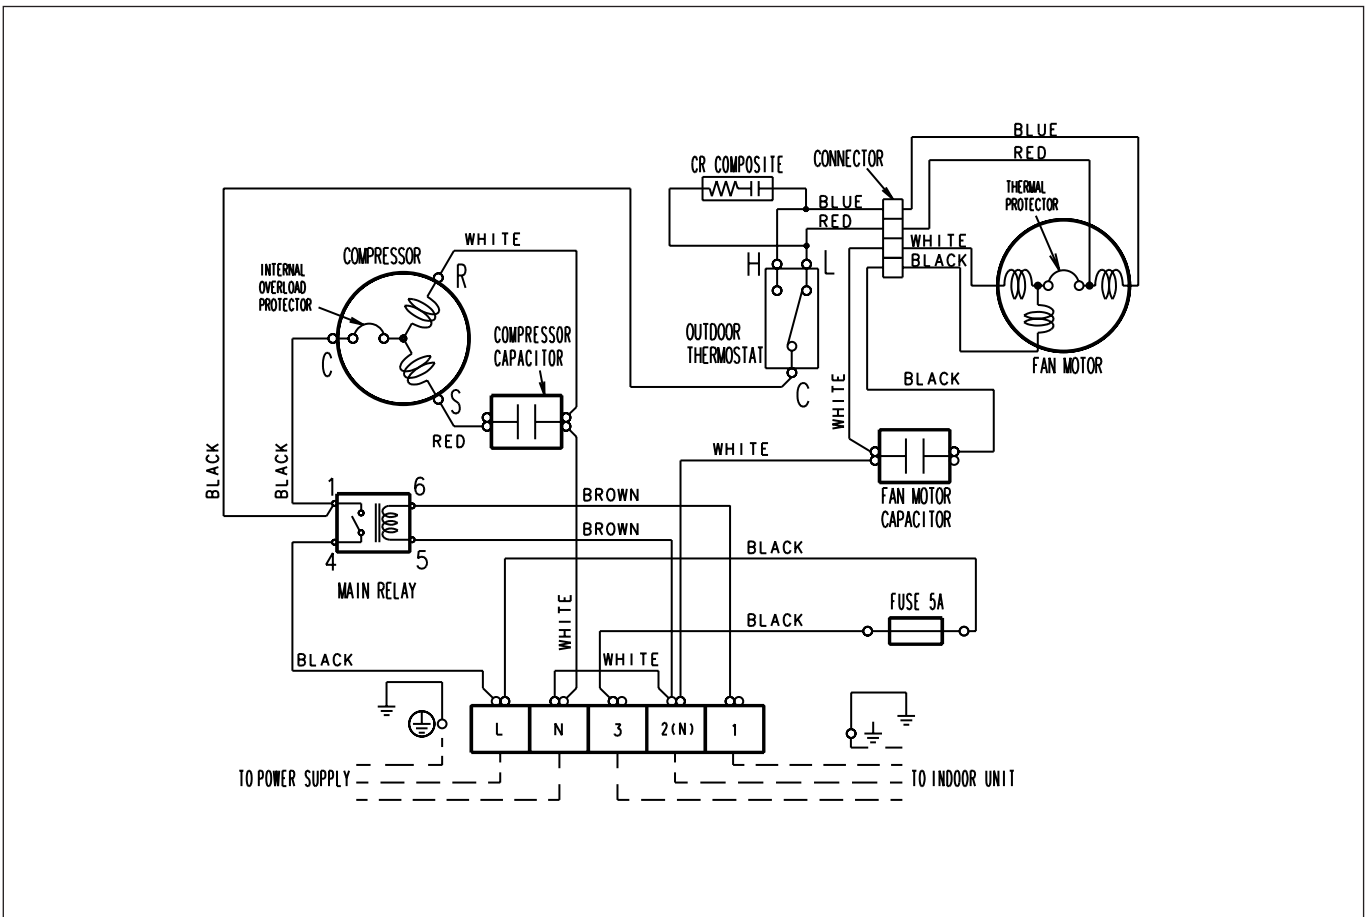 BLUE
RED
CR COMPOSITE
CONNECTOR
THERMAL
PROTECTOR
BLUE
RED
WHITE
BLACK
WHITE
COMPRESSOR
R
H
L
INTERNAL
OVERLOAD
PROTECTOR
COMPRESSOR
CAPACITOR
OUTDOOR
THERMOSTAT
FAN MOTOR
C
S
C
RED
BLACK
WHITE
WHITE
BLACK
BLACK
1
6
BROWN
FAN MOTOR
CAPACITOR
BROWN
4
5
BLACK
MAIN RELAY
FUSE 5A
WHITE
BLACK
BLACK
WHITE
L
N
3
2(N)
1
TO POWER SUPPLY
TO INDOOR UNIT